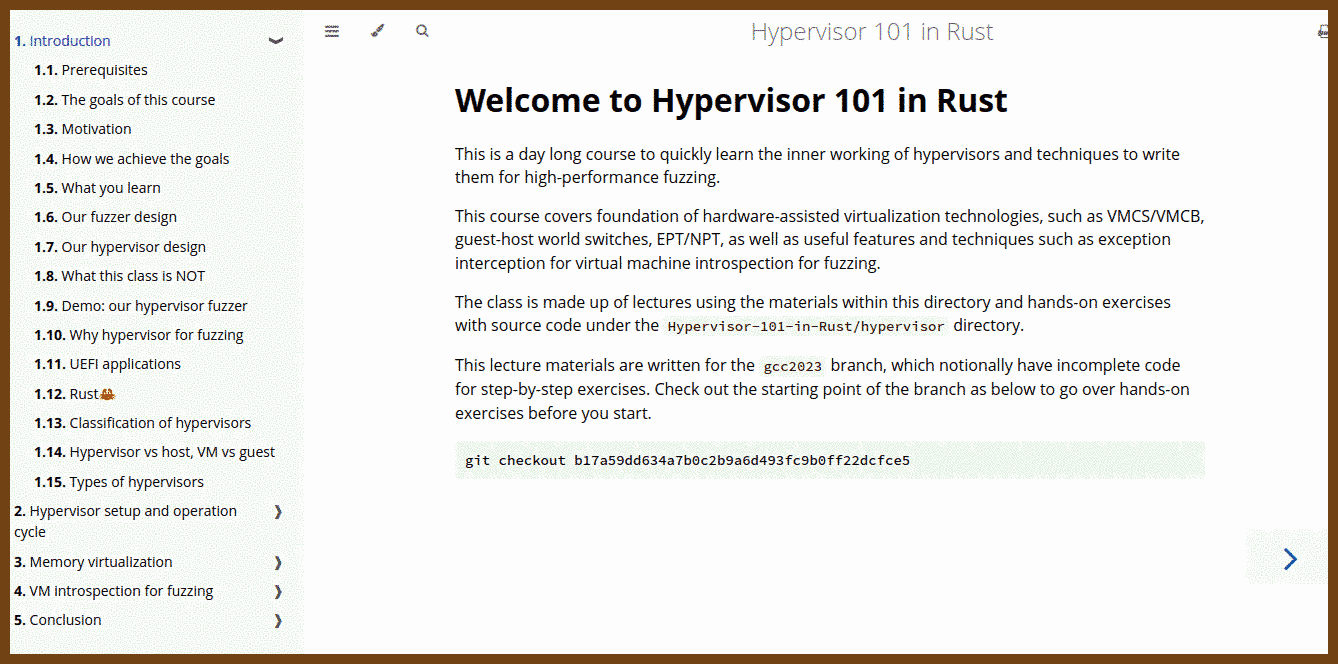 1. Introduction
1.1. Prerequisites
1.2. The goals of this course
1.3. Motivation
1.4. How we achieve the goals
1.5. What you learn
1.6. Our fuzzer design
1.7. Our hypervisor design
1.8. What this class is NOT
1.9. Demo: our hypervisor fuzzer
1.10. Why hypervisor for fuzzing
1.11. UEFI applications
1.12. Rust🦀
1.13. Classification of hypervisors
1.14. Hypervisor vs host, VM vs guest
1.15. Types of hypervisors
2. Hypervisor setup and operation
cycle
3. Memory virtualization
4. VM introspection for fuzzing
5. Conclusion
Hypervisor 101 in Rust
Welcome to Hypervisor 101 in Rust
This is a day long course to quickly learn the inner working of hypervisors and techniques to write
them for high-performance fuzzing.
This course covers foundation of hardware-assisted virtualization technologies, such as VMCS/VMCB,
guest-host world switches, EPT/NPT, as well as useful features and techniques such as exception
interception for virtual machine introspection for fuzzing.
The class is made up of lectures using the materials within this directory and hands-on exercises
with source code under the Hypervisor-101-in-Rust/hypervisor directory.
This lecture materials are written for the gcc2023 branch, which notionally have incomplete code
for step-by-step exercises. Check out the starting point of the branch as below to go over hands-on
exercises before you start.
git checkout b17a59dd634a7b0c2b9a6d493fc9b0ff22dcfce5